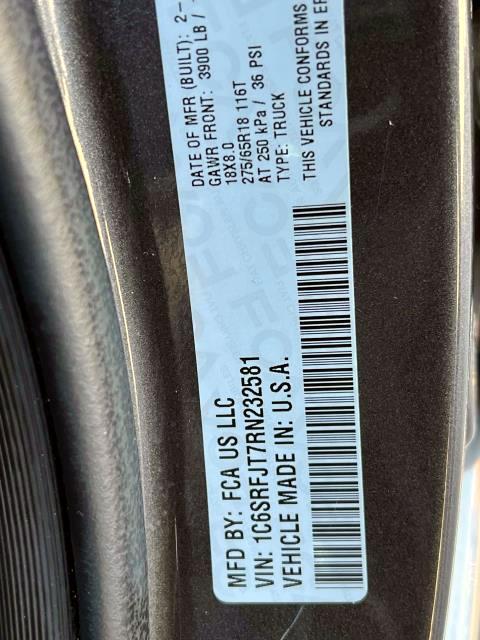 MFD BY: FCA US LLC
VIN: 1C6SRFJT7RN232581
VEHICLE MADE IN: U.S.A.
DATE OF MFR (BUILT): 2-
GAWR FRONT: 3900 LB /
18X8.0
275/65R18 116T
AT 250 kPa / 36 PSI
TYPE: TRUCK
THIS VEHICLE CONFORMS
STANDARDS IN